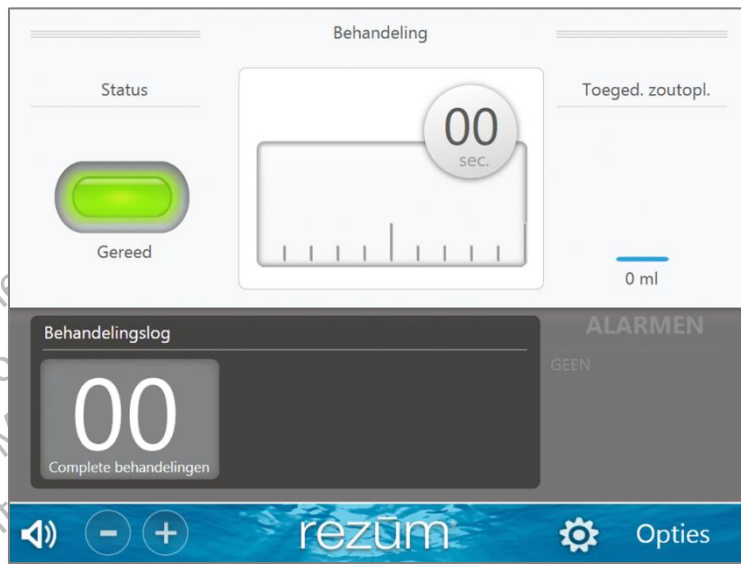 Behandeling
Status
00
sec.
Toeged. zoutopl.
Gereed
0 ml
Behandelingslog
00
Complete behandelingen
ALARMEN
GEEN
rezūm
Opties